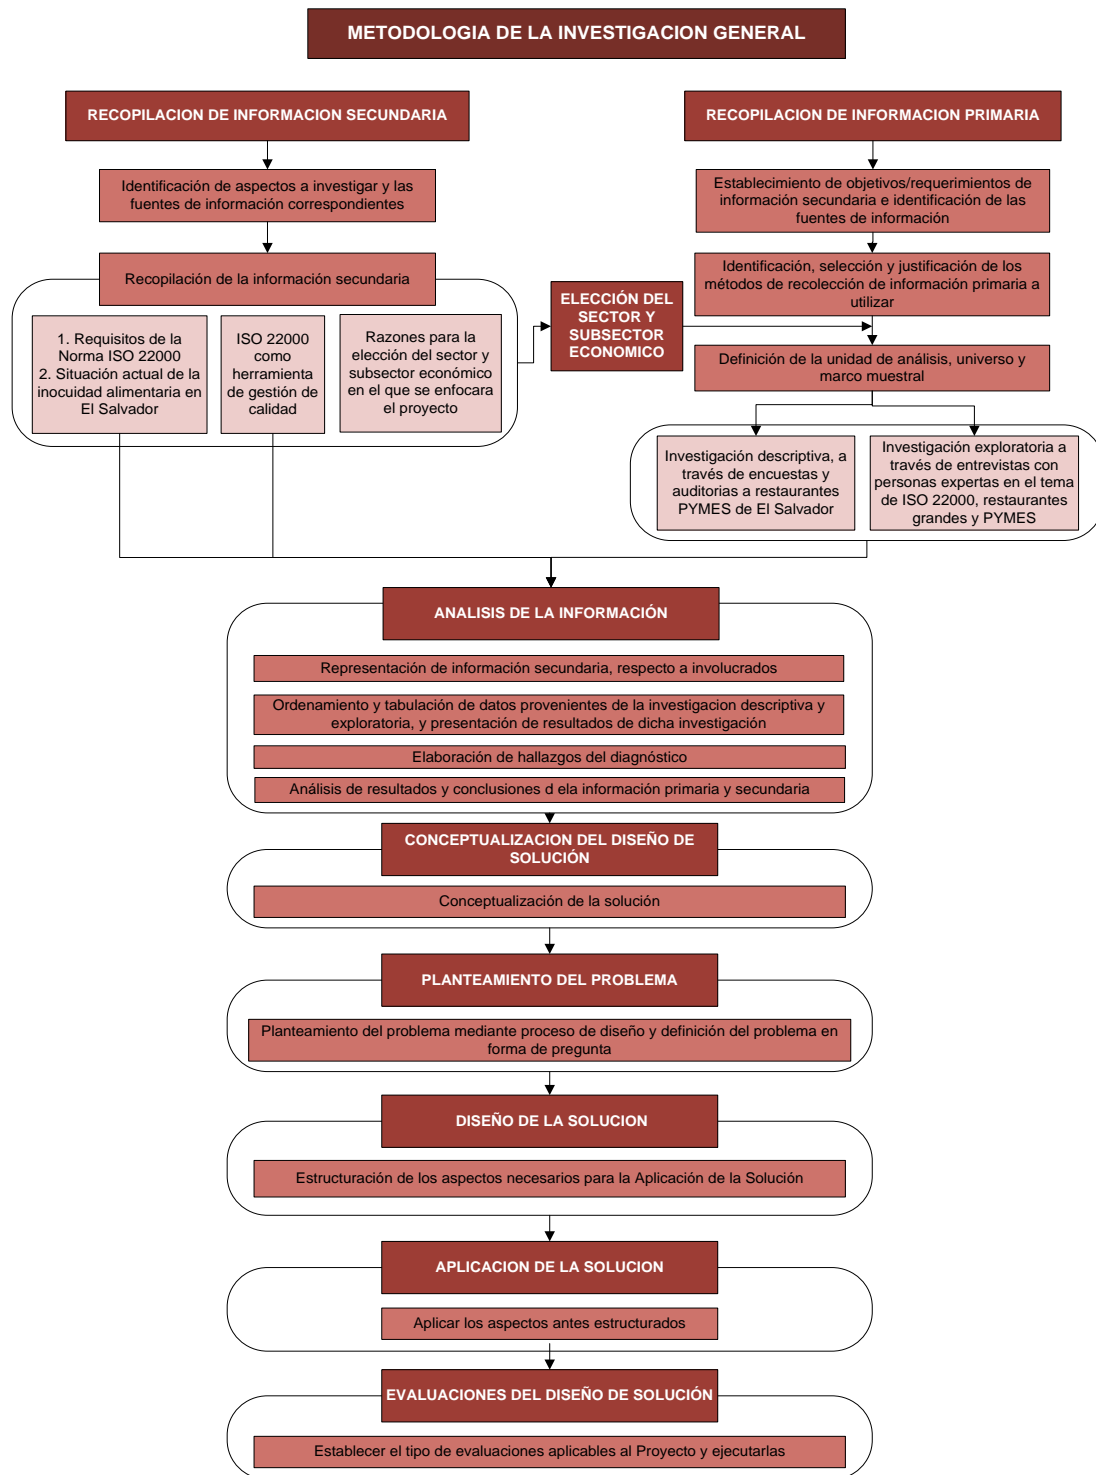 METODOLOGIA DE LA INVESTIGACION GENERAL
RECOPILACION DE INFORMACION SECUNDARIA
Identificación de aspectos a investigar y las
fuentes de información correspondientes
Recopilación de la información secundaria
1. Requisitos de la
Norma ISO 22000
2. Situación actual de la
inocuidad alimentaria en
El Salvador
ISO 22000
como
herramienta
de gestión de
calidad
Razones para la
elección del sector y
subsector económico
en el que se enfocara
el proyecto
ELECCIÓN DEL
SECTOR Y
SUBSECTOR
ECONOMICO
RECOPILACION DE INFORMACION PRIMARIA
Establecimiento de objetivos/requerimientos de
información secundaria e identificación de las
fuentes de información
Identificación, selección y justificación de los
métodos de recolección de información primaria a
utilizar
Definición de la unidad de análisis, universo y
marco muestral
Investigación descriptiva, a
través de encuestas y
auditorias a restaurantes
PYMES de El Salvador
Investigación exploratoria a
través de entrevistas con
personas expertas en el tema
de ISO 22000, restaurantes
grandes y PYMES
ANALISIS DE LA INFORMACIÓN
Representación de información secundaria, respecto a involucrados
Ordenamiento y tabulación de datos provenientes de la investigacion descriptiva y
exploratoria, y presentación de resultados de dicha investigación
Elaboración de hallazgos del diagnóstico
Análisis de resultados y conclusiones d ela información primaria y secundaria
CONCEPTUALIZACION DEL DISEÑO DE
SOLUCIÓN
Conceptualización de la solución
PLANTEAMIENTO DEL PROBLEMA
Planteamiento del problema mediante proceso de diseño y definición del problema en
forma de pregunta
DISEÑO DE LA SOLUCION
Estructuración de los aspectos necesarios para la Aplicación de la Solución
APLICACION DE LA SOLUCION
Aplicar los aspectos antes estructurados
EVALUACIONES DEL DISEÑO DE SOLUCIÓN
Establecer el tipo de evaluaciones aplicables al Proyecto y ejecutarlas